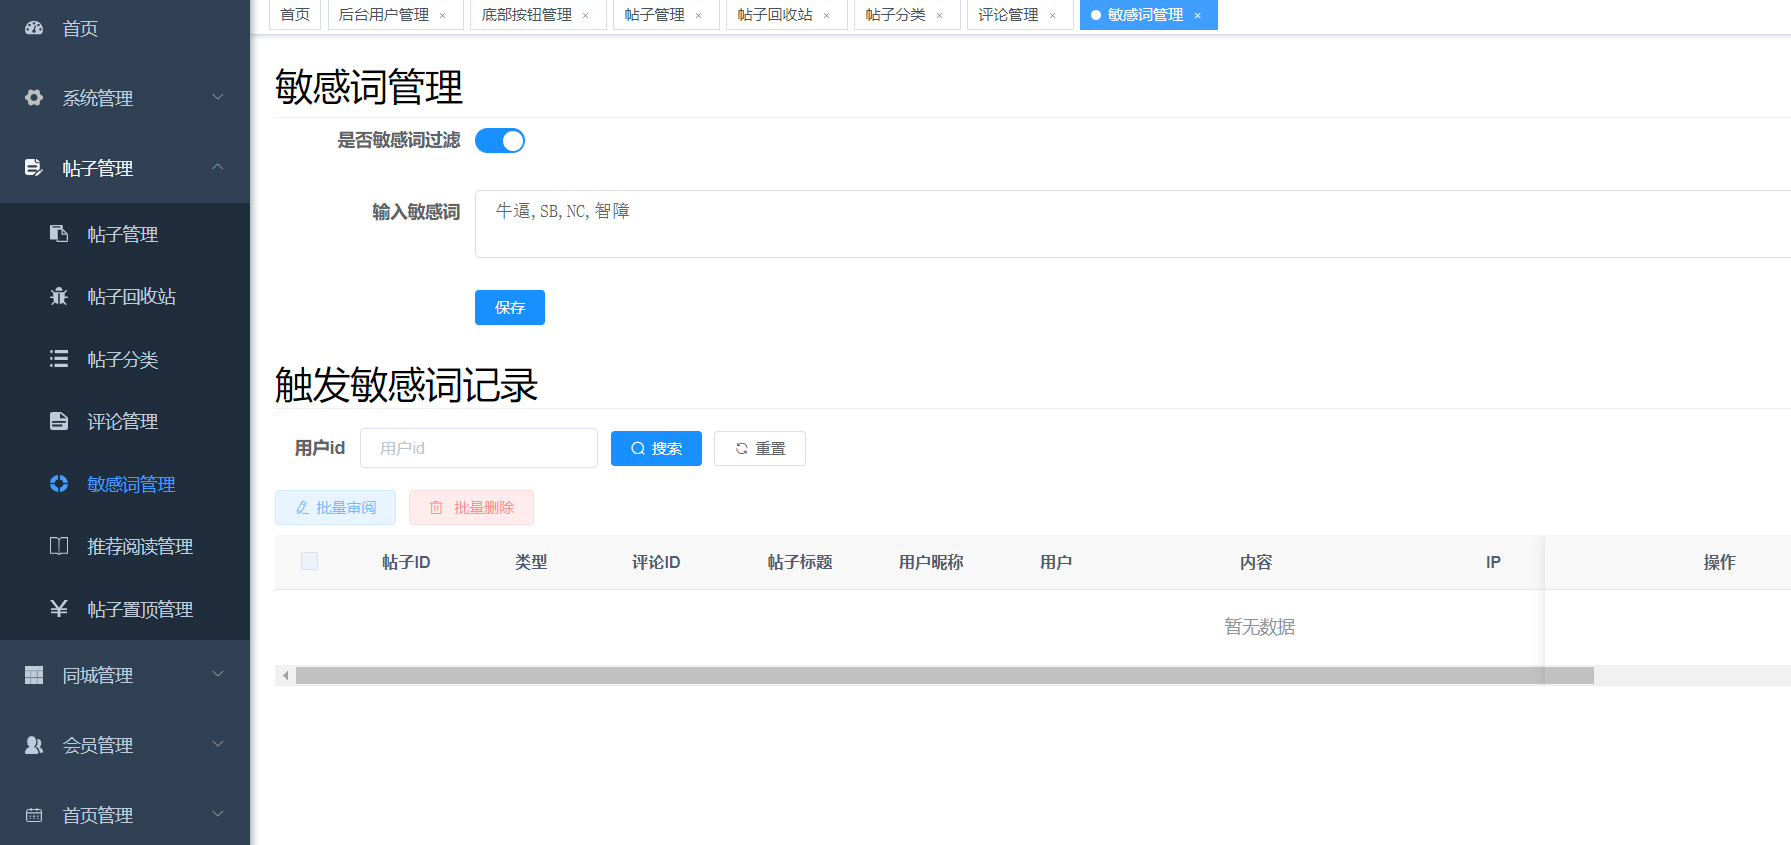 首页
系统管理
帖子管理
帖子管理
帖子回收站
帖子分类
评论管理
敏感词管理
推荐阅读管理
帖子置顶管理
同城管理
会员管理
首页管理
首页 后台用户管理 × 底部按钮管理 × 帖子管理 × 帖子回收站 × 帖子分类 × 评论管理 × 敏感词管理 ×
敏感词管理
是否敏感词过滤
输入敏感词 牛逼,SB,NC,智障
保存
触发敏感词记录
用户id 用户id 搜索 重置
批量审阅 批量删除
帖子ID 类型 评论ID 帖子标题 用户昵称 用户 内容 IP 操作
暂无数据